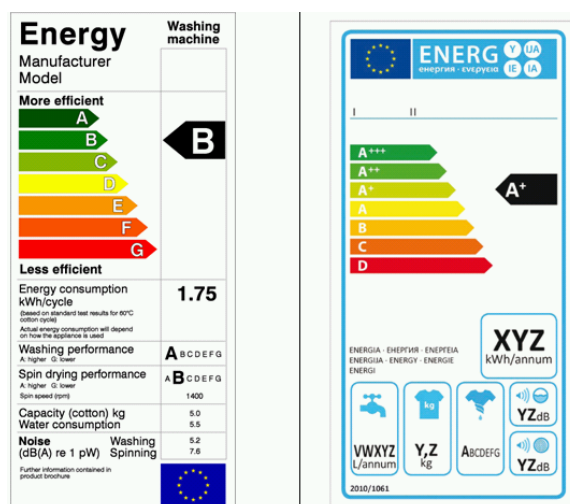 Energy
Washing
machine
Manufacturer
Model
More efficient
A
B
C
D
E
F
G
B
Less efficient
Energy consumption
kWh/cycle
1.75
(based on standard test results for 60°C
cotton cycle)
Actual energy consumption will depend
on how the appliance is used
Washing performance
A: higher G: lower
A B C D E F G
Spin drying performance
A: higher G: lower
A B C D E F G
Spin speed (rpm)
1400
Capacity (cotton) kg
5.0
Water consumption
5.5
Noise Washing
5.2
(dB(A) re 1 pW) Spinning
7.6
Further information contained in
product brochure
ENERG
енергия · ενεργεια
Y
IJA
IE
IA
I
II
A+++
A++
A+
A
B
C
D
A+
XYZ
kWh/annum
ENERGIA · ЕНЕРГИЯ · ΕΝΕΡΓΕΙΑ
ENERGIJA · ENERGY · ENERGIE
ENERGI
VWXYZ
L/annum
kg
Y,Z
kg
ABCDEFG
YZdB
YZdB
2010/1061